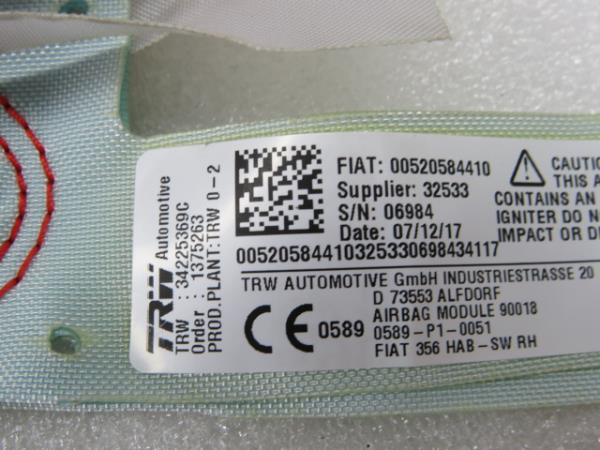 TRW Automotive
TRW : 34225369C
Order : 1375263
PROD.PLANT:TRW 0-2
FIAT: 00520584410
Supplier: 32533
S/N: 06984
Date: 07/12/17
00520584410325330698434117
CAUTIO
THIS A
CONTAINS AN
IGNITER DO N
IMPACT OR D
TRW AUTOMOTIVE GmbH INDUSTRIESTRASSE 20
D 73553 ALFDORF
AIRBAG MODULE 90018
CE 0589 0589-P1-0051
FIAT 356 HAB-SW RH